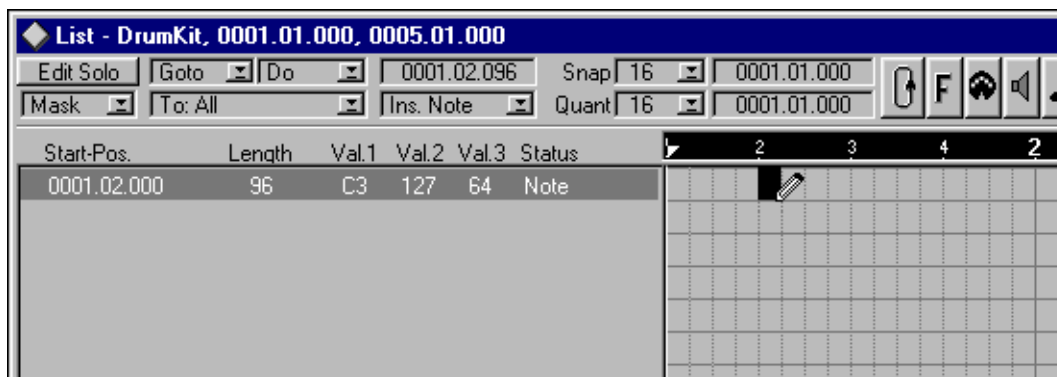 List - DrumKit, 0001.01.000, 0005.01.000
Edit Solo Goto Do 0001.02.096 Snap 16 0001.01.000
Mask To: All Ins. Note Quant 16 0001.01.000
F
Start-Pos. Length Val.1 Val.2 Val.3 Status 2 3 4 2
0001.02.000 96 C3 127 64 Note